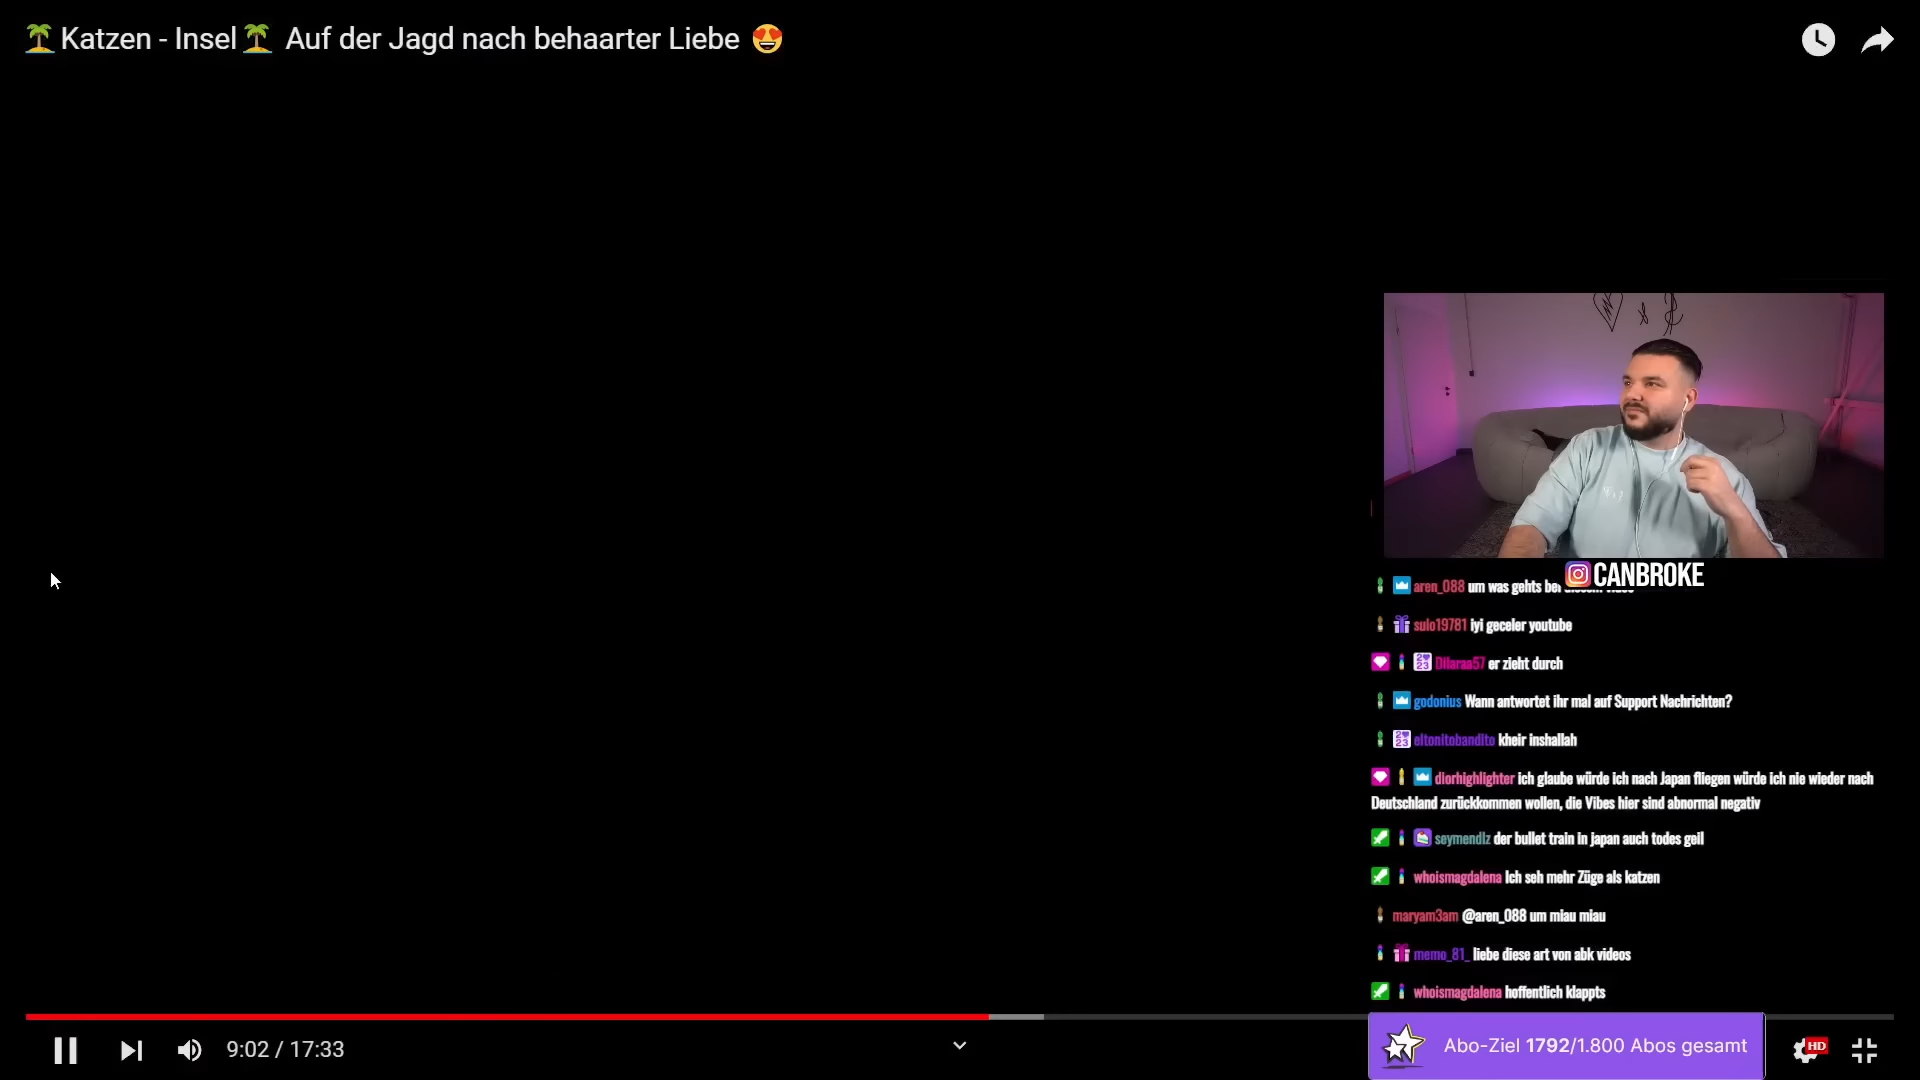 🌴Katzen - Insel🌴 Auf der Jagd nach behaarter Liebe 😍
CANBROKE
aren_088 um was gehts bei
sulo19781 iyi geceler youtube
Dilaraa57 er zieht durch
godonius Wann antwortet ihr mal auf Support Nachrichten?
eltonitobandito kheir inshallah
diorhighlighter ich glaube würde ich nach Japan fliegen würde ich nie wieder nach
Deutschland zurückkommen wollen, die Vibes hier sind abnormal negativ
seymendlz der bullet train in japan auch todes geil
whoismagdalena Ich seh mehr Züge als katzen
maryam3am @aren_088 um miau miau
memo_81_ liebe diese art von abk videos
whoismagdalena hoffentlich klappts
9:02 / 17:33
Abo-Ziel 1792/1.800 Abos gesamt
HD